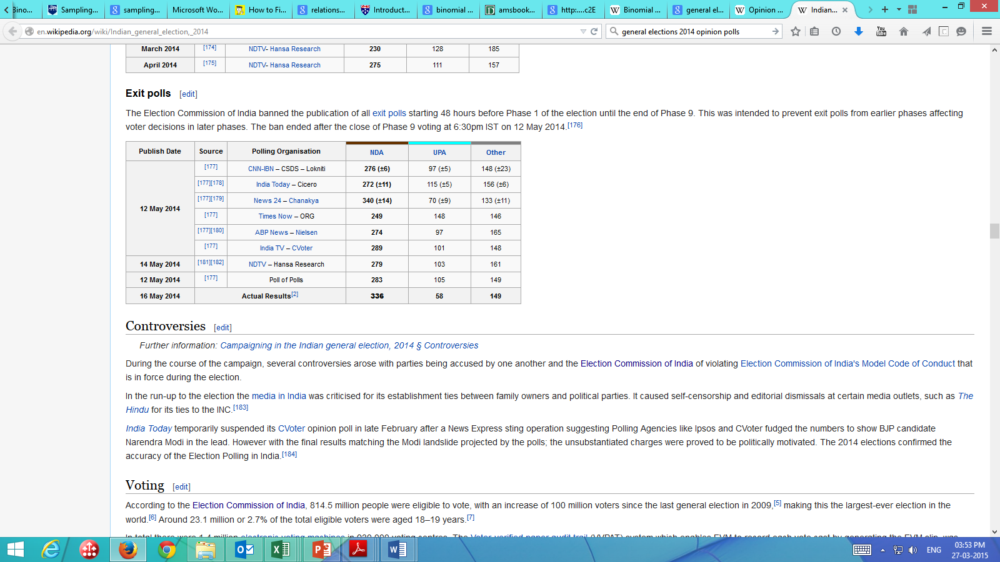 Bino...
Sampling...
sampling...
Microsoft Wo...
How to Fi...
relations...
Introduct...
binomial ...
amsbook...
http:....c2E
Binomial ...
general el...
Opinion ...
Indian...
en.wikipedia.org/wiki/Indian_general_election,_2014
general elections 2014 opinion polls
March 2014 [174] NDTV- Hansa Research 230 128 185
April 2014 [175] NDTV- Hansa Research 275 111 157
Exit polls [edit]
The Election Commission of India banned the publication of all exit polls starting 48 hours before Phase 1 of the election until the end of Phase 9. This was intended to prevent exit polls from earlier phases affecting
voter decisions in later phases. The ban ended after the close of Phase 9 voting at 6:30pm IST on 12 May 2014.[176]
Publish Date Source Polling Organisation NDA UPA Other
12 May 2014
[177] CNN-IBN – CSDS – Lokniti 276 (±6) 97 (±5) 148 (±23)
[177][178] India Today – Cicero 272 (±11) 115 (±5) 156 (±6)
[177][179] News 24 – Chanakya 340 (±14) 70 (±9) 133 (±11)
[177] Times Now – ORG 249 148 146
[177][180] ABP News – Nielsen 274 97 165
[177] India TV – CVoter 289 101 148
14 May 2014 [181][182] NDTV – Hansa Research 279 103 161
12 May 2014 [177] Poll of Polls 283 105 149
16 May 2014 Actual Results[2] 336 58 149
Controversies [edit]
Further information: Campaigning in the Indian general election, 2014 § Controversies
During the course of the campaign, several controversies arose with parties being accused by one another and the Election Commission of India of violating Election Commission of India's Model Code of Conduct that
is in force during the election.
In the run-up to the election the media in India was criticised for its establishment ties between family owners and political parties. It caused self-censorship and editorial dismissals at certain media outlets, such as The
Hindu for its ties to the INC.[183]
India Today temporarily suspended its CVoter opinion poll in late February after a News Express sting operation suggesting Polling Agencies like Ipsos and CVoter fudged the numbers to show BJP candidate
Narendra Modi in the lead. However with the final results matching the Modi landslide projected by the polls; the unsubstantiated charges were proved to be politically motivated. The 2014 elections confirmed the
accuracy of the Election Polling in India.[184]
Voting [edit]
According to the Election Commission of India, 814.5 million people were eligible to vote, with an increase of 100 million voters since the last general election in 2009,[5] making this the largest-ever election in the
world.[6] Around 23.1 million or 2.7% of the total eligible voters were aged 18–19 years.[7]
In total there were 1.4 million electronic voting machines in 930,000 voting centres. The Voter-verified paper audit trail (VVPAT) system which enables EVM to record each vote cast by generating the EVM slip, was
ENG
03:53 PM
27-03-2015